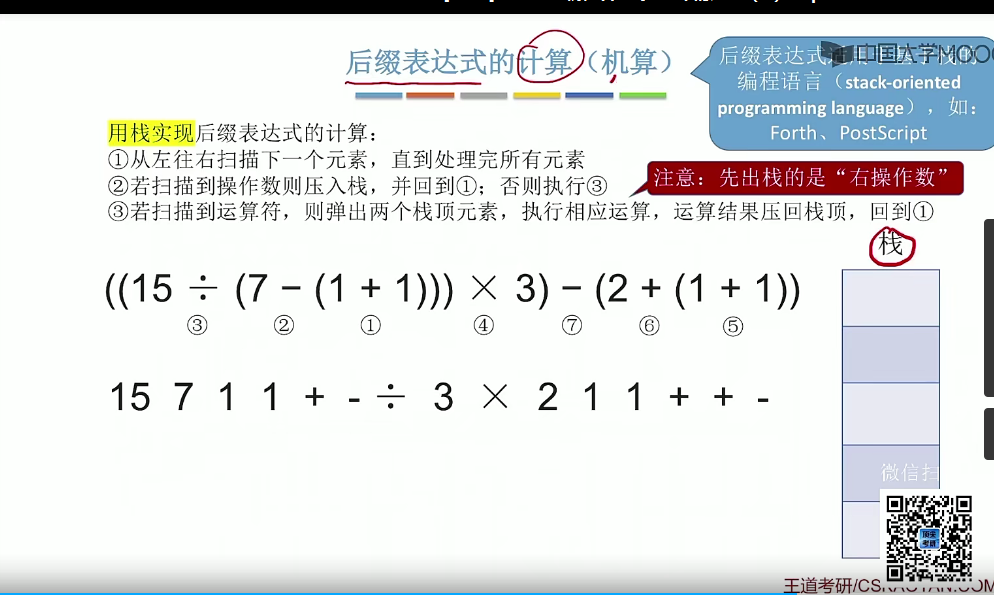 后缀表达式的计算（机算）
后缀表达式
中国大学MOO
的
编程语言（stack-oriented
programming language），如：
Forth、PostScript
用栈实现后缀表达式的计算：
①从左往右扫描下一个元素，直到处理完所有元素
②若扫描到操作数则压入栈，并回到①；否则执行③
注意：先出栈的是“右操作数”
③若扫描到运算符，则弹出两个栈顶元素，执行相应运算，运算结果压回栈顶，回到①
栈
((15 ÷ (7 − (1 + 1))) × 3) − (2 + (1 + 1))
③ ② ① ④ ⑦ ⑥ ⑤
15 7 1 1 + - ÷ 3 × 2 1 1 + + -
微信扫
王道考研/CSKAOYAN.COM